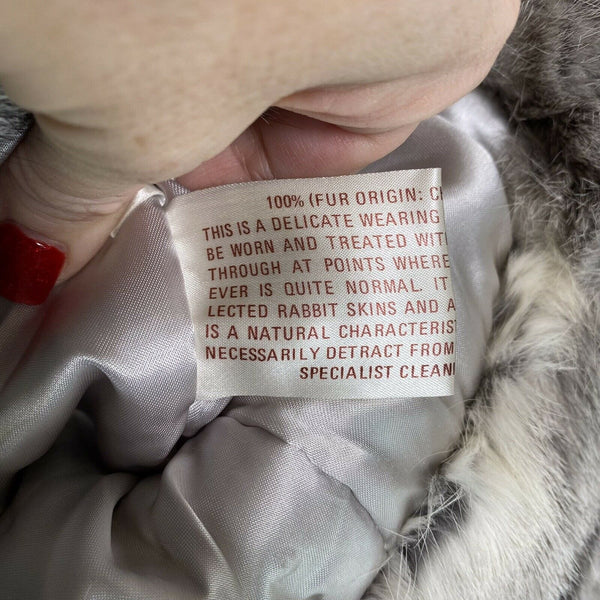 100% (FUR ORIGIN: C
THIS IS A DELICATE WEARING
BE WORN AND TREATED WIT
THROUGH AT POINTS WHERE
EVER IS QUITE NORMAL. IT
LECTED RABBIT SKINS AND A
IS A NATURAL CHARACTERIS
NECESSARILY DETRACT FROM
SPECIALIST CLEAN